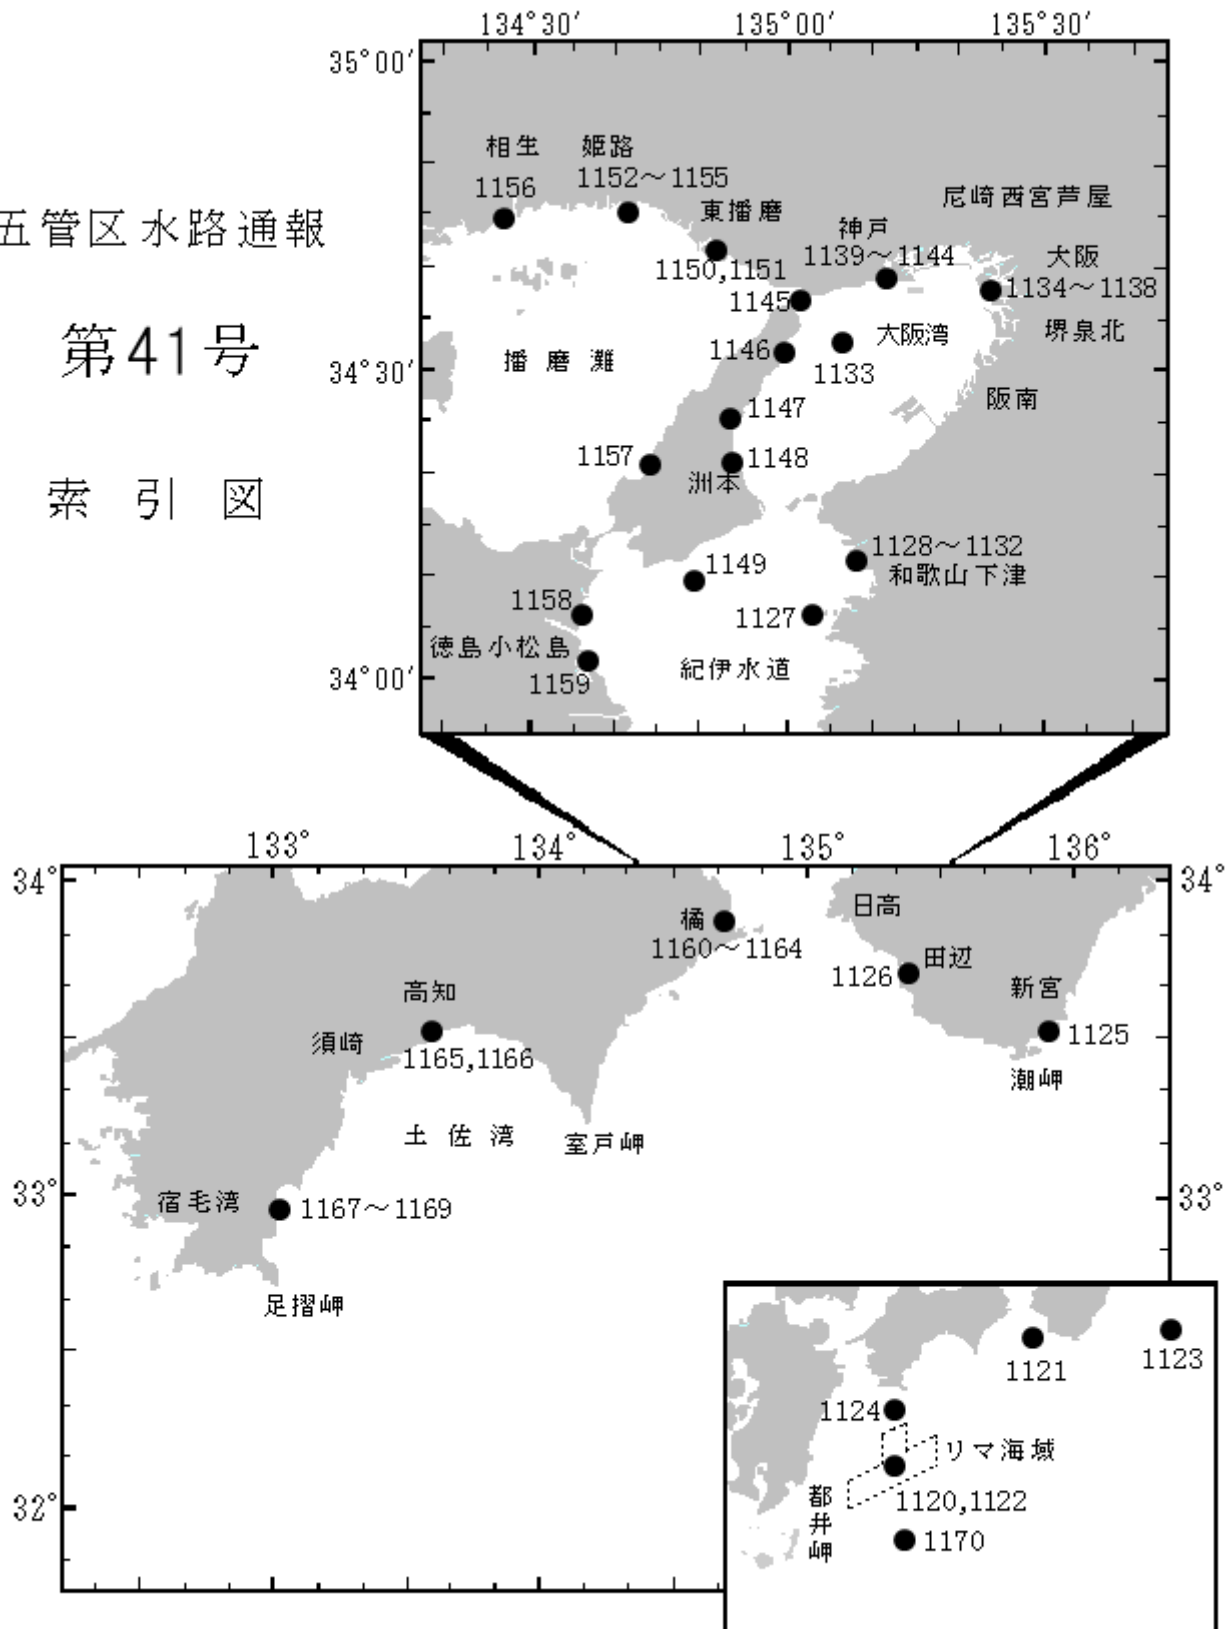 134°30′ 135°00′ 135°30′
35°00′
相生 姫路
1152～1155
1156
尼崎西宮芦屋
東播磨
五管区水路通報
神戸
1139～1144
大阪
1150,1151
1134～1138
1145
第41号
大阪湾
堺泉北
1146
播磨灘
34°30′
1133
阪南
1147
1157
1148
洲本
索引図
1128～1132
1149
和歌山下津
1158
1127
徳島小松島
紀伊水道
34°00′
1159
133° 134° 135° 136°
34°
34°
日高
橘
1160～1164
田辺
1126
新宮
高知
須崎
1165,1166
1125
潮岬
土佐湾
室戸岬
33°
33°
宿毛湾
1167～1169
足摺岬
1121
1123
1124
リマ海域
都井岬
1120,1122
32°
1170